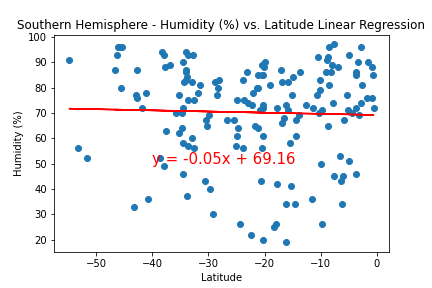 Southern Hemisphere - Humidity (%) vs. Latitude Linear Regression
100
90
80
70
60
50
40
30
20
Humidity (%)
y = -0.05x + 69.16
−50 −40 −30 −20 −10 0
Latitude